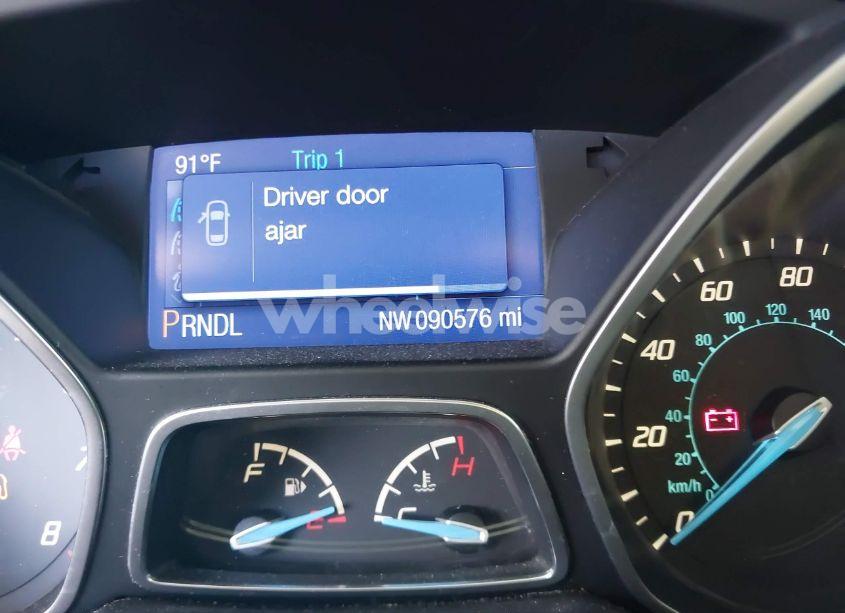 91°F Trip 1
Driver door
ajar
PRNDL NW 090576 mi
wheelwise
F E
C H
8
0 20 40 60 80
0 20 40 60 80 100 120 140
km/h